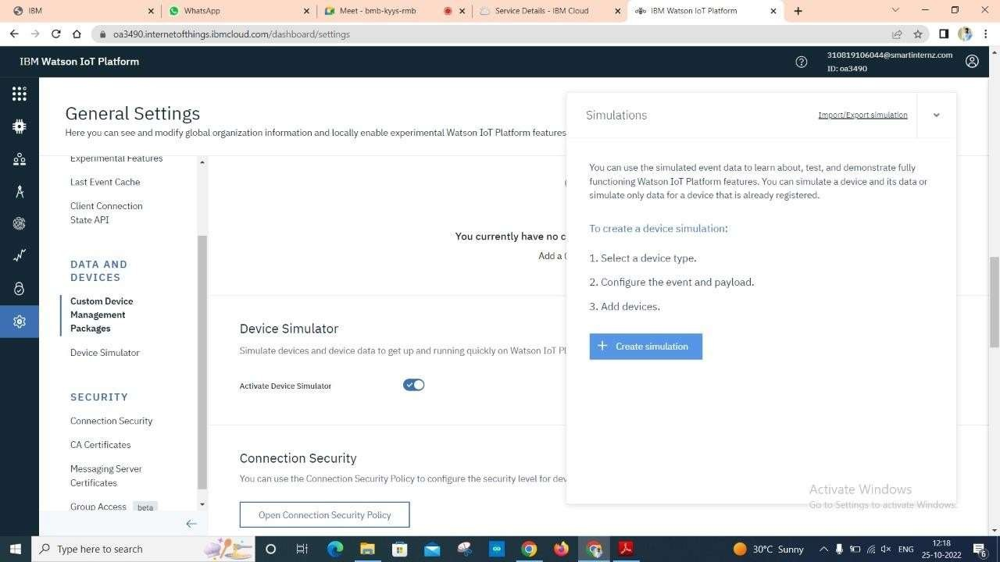 IBM
WhatsApp
Meet - bmb-kyys-rmb
Service Details - IBM Cloud
IBM Watson IoT Platform
oa3490.internetofthings.ibmcloud.com/dashboard/settings
IBM Watson IoT Platform
310819106044@smartinternz.com
ID: oa3490
General Settings
Here you can see and modify global organization information and locally enable experimental Watson IoT Platform features
Experimental Features
Last Event Cache
Client Connection
State API
DATA AND
DEVICES
Custom Device
Management
Packages
Device Simulator
SECURITY
Connection Security
CA Certificates
Messaging Server
Certificates
Group Access beta
You currently have no c
Add a
Device Simulator
Simulate devices and device data to get up and running quickly on Watson IoT Pl
Activate Device Simulator
Connection Security
You can use the Connection Security Policy to configure the security level for dev
Open Connection Security Policy
Simulations
Import/Export simulation
You can use the simulated event data to learn about, test, and demonstrate fully
functioning Watson IoT Platform features. You can simulate a device and its data or
simulate only data for a device that is already registered.
To create a device simulation:
1. Select a device type.
2. Configure the event and payload.
3. Add devices.
+ Create simulation
Activate Windows
Go to Settings to activate Windows.
Type here to search
30°C Sunny
ENG
12:18
25-10-2022
6